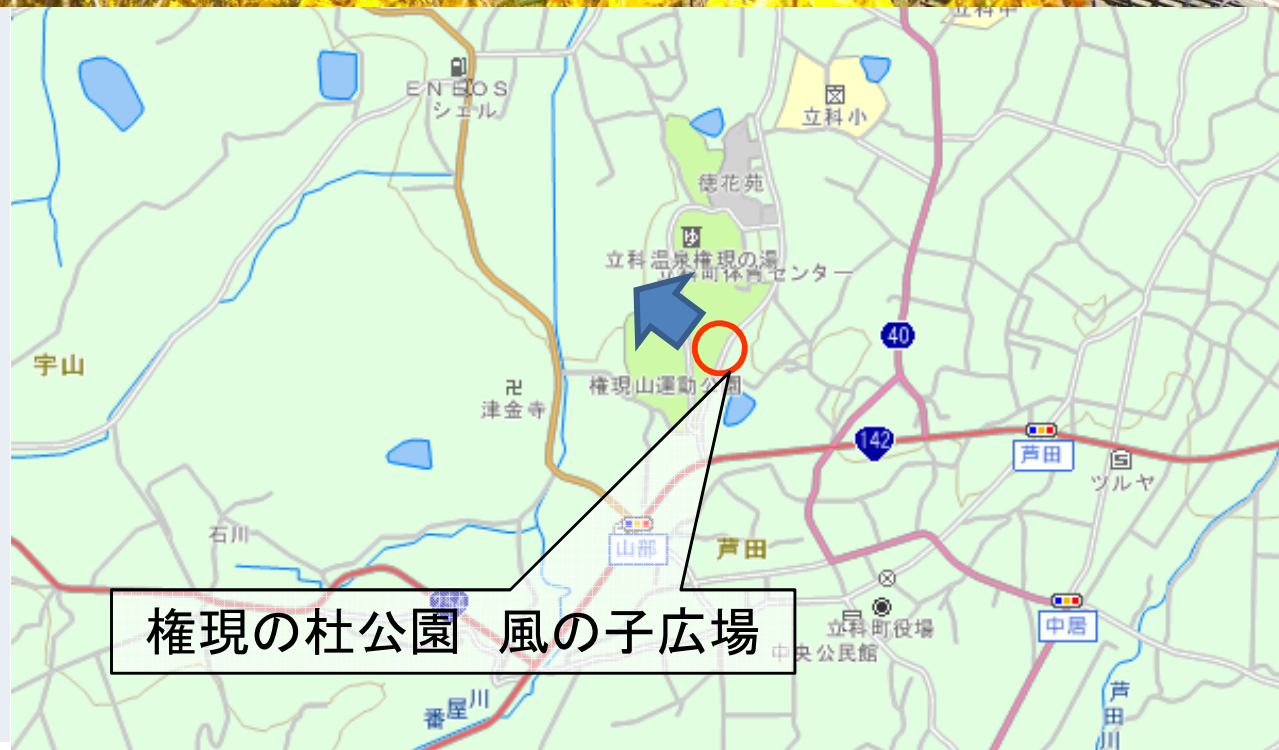 立科中
ENEOS
シェル
立科小
徳花苑
立科温泉権現の湯
立科町体育センター
40
宇山
権現山運動公園
卍
津金寺
142
芦田
ツルヤ
石川
山部
芦田
権現の杜公園　風の子広場
立科町役場
中央公民館
中居
番屋川
芦田川